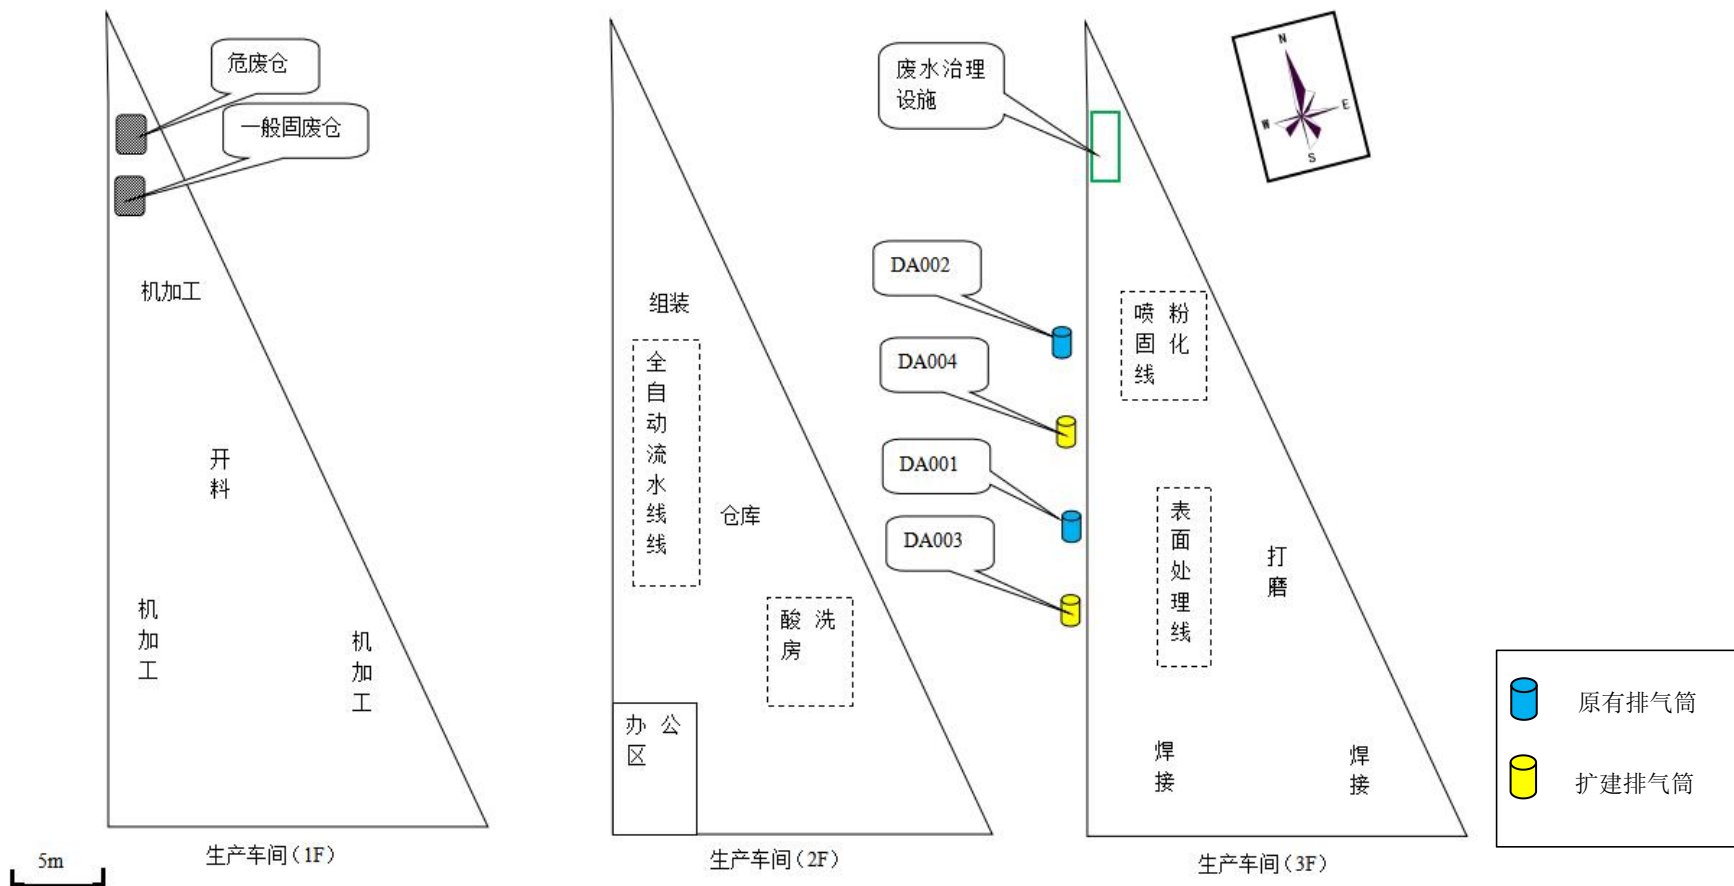 危废仓
一般固废仓
机加工
开
料
机
加
工
机
加
工
生产车间（1F）
5m
组装
全
自
动
流
水
线
线
仓库
酸 洗
房
办 公
区
生产车间（2F）
废水治理
设施
DA002
DA004
DA001
DA003
喷 粉
固 化
线
表
面
处
理
线
打
磨
焊
接
焊
接
生产车间（3F）
N
E
W
S
原有排气筒
扩建排气筒